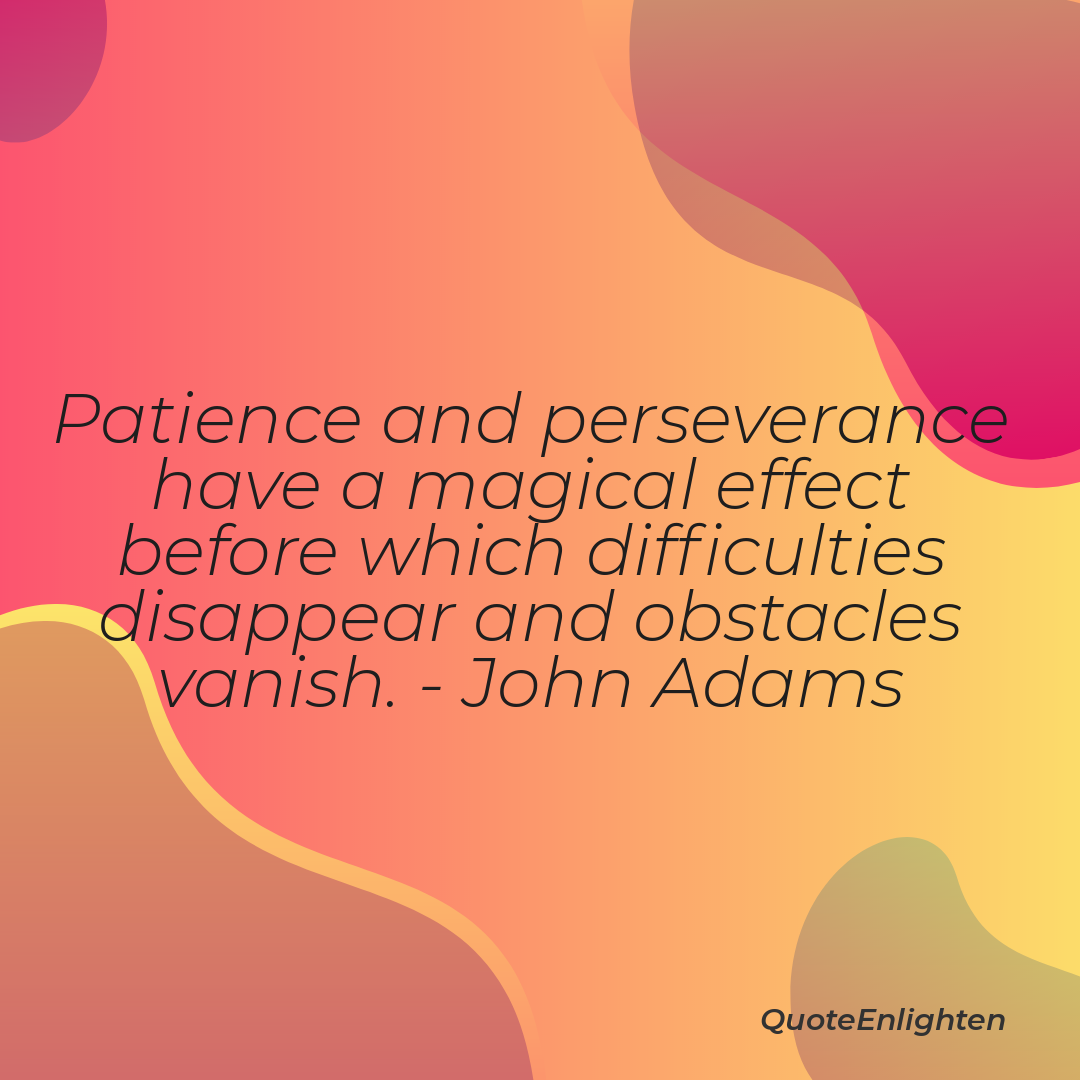 Patience and perseverance
have a magical effect
before which difficulties
disappear and obstacles
vanish. - John Adams
QuoteEnlighten